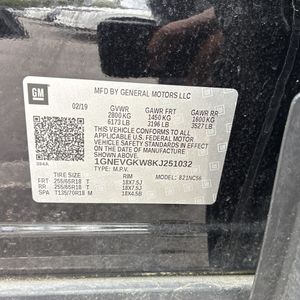 GM
MFD BY GENERAL MOTORS LLC
02/19 GVWR GAWR FRT GAWR RR
2800 KG 1450 KG 1600 KG
6173 LB 3196 LB 3527 LB
THIS VEHICLE CONFORMS TO ALL
APPLICABLE U.S. FEDERAL MOTOR
VEHICLE SAFETY STANDARDS IN
EFFECT ON THE DATE OF
MANUFACTURE SHOWN ABOVE.
1GNEVGKW8KJ251032
TYPE: M.P.V. MODEL: 821NC56
TIRE SIZE RIM
FRT 255/65R18 T 18X7.5J
RR 255/65R18 T 18X7.5J
SPA T135/70R18 M 18X4.5B